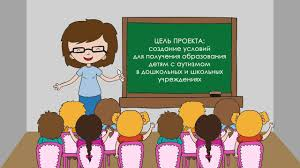 ЦЕЛЬ ПРОЕКТА:
создание условий
для получения образования
детям с аутизмом
в дошкольных и школьных
учреждениях